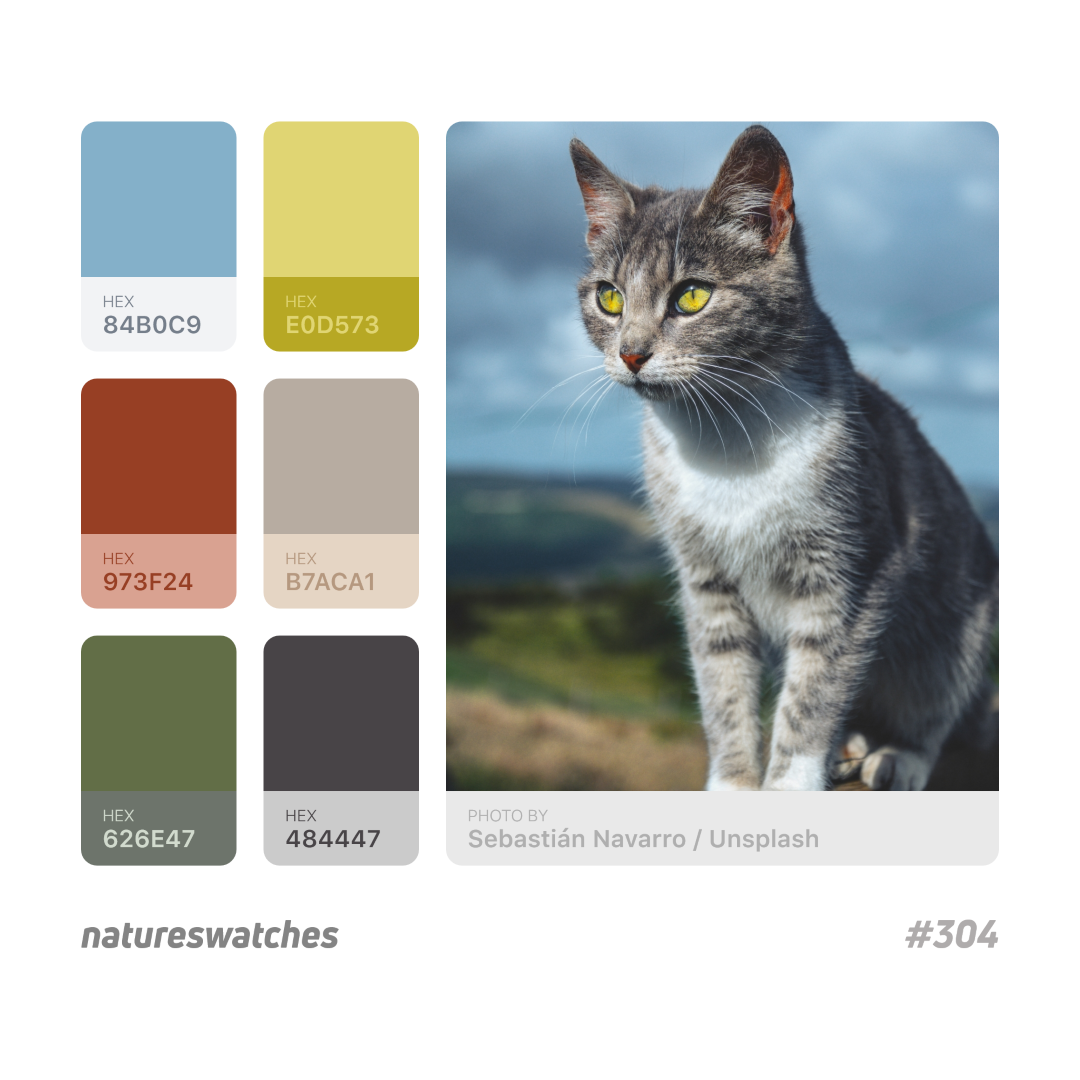 HEX
84B0C9
HEX
E0D573
HEX
973F24
HEX
B7ACA1
HEX
626E47
HEX
484447
PHOTO BY
Sebastián Navarro / Unsplash
natureswatches
#304